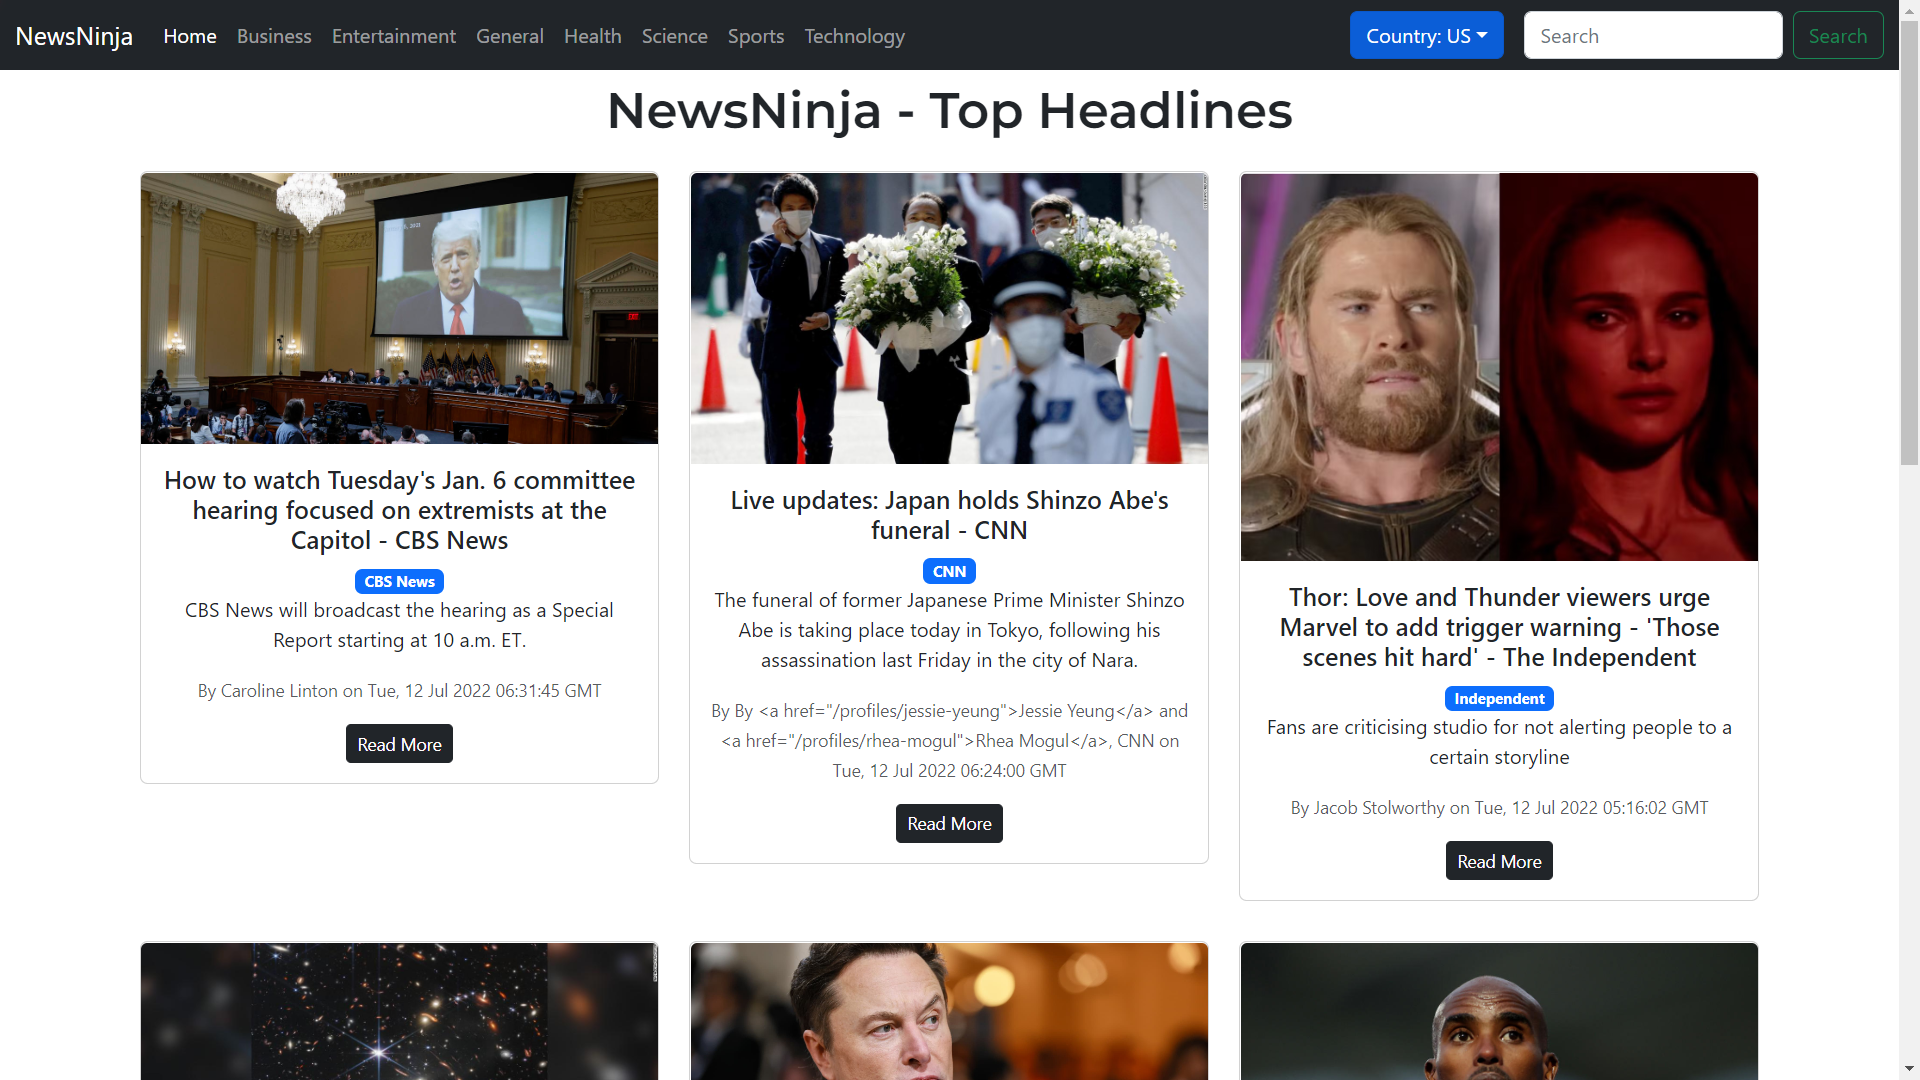 NewsNinja Home Business Entertainment General Health Science Sports Technology Country: US Search Search
NewsNinja - Top Headlines
How to watch Tuesday's Jan. 6 committee
hearing focused on extremists at the
Capitol - CBS News
CBS News
CBS News will broadcast the hearing as a Special
Report starting at 10 a.m. ET.
By Caroline Linton on Tue, 12 Jul 2022 06:31:45 GMT
Read More
Live updates: Japan holds Shinzo Abe's
funeral - CNN
CNN
The funeral of former Japanese Prime Minister Shinzo
Abe is taking place today in Tokyo, following his
assassination last Friday in the city of Nara.
By By <a href="/profiles/jessie-yeung">Jessie Yeung</a> and
<a href="/profiles/rhea-mogul">Rhea Mogul</a>, CNN on
Tue, 12 Jul 2022 06:24:00 GMT
Read More
Thor: Love and Thunder viewers urge
Marvel to add trigger warning - 'Those
scenes hit hard' - The Independent
Independent
Fans are criticising studio for not alerting people to a
certain storyline
By Jacob Stolworthy on Tue, 12 Jul 2022 05:16:02 GMT
Read More